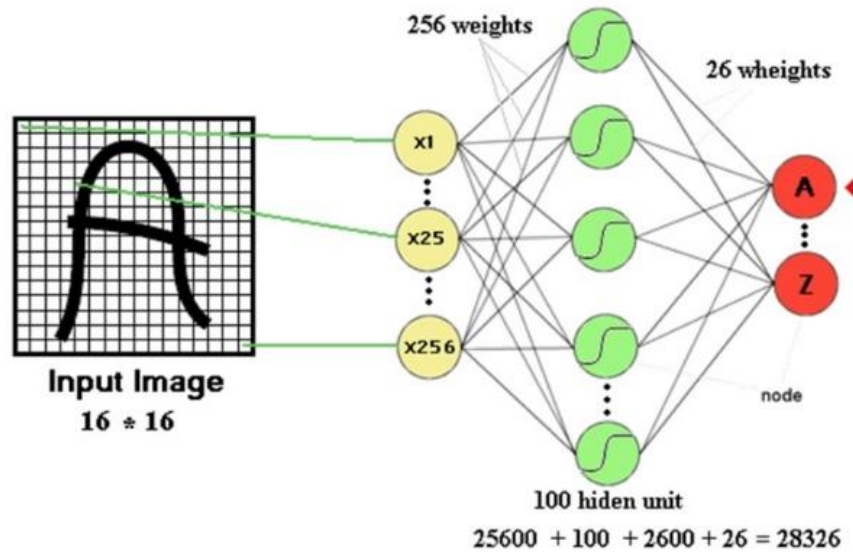 256 weights
26 wheights
x1
x25
x256
A
Z
Input Image
16 * 16
node
100 hiden unit
25600 + 100 + 2600 + 26 = 28326